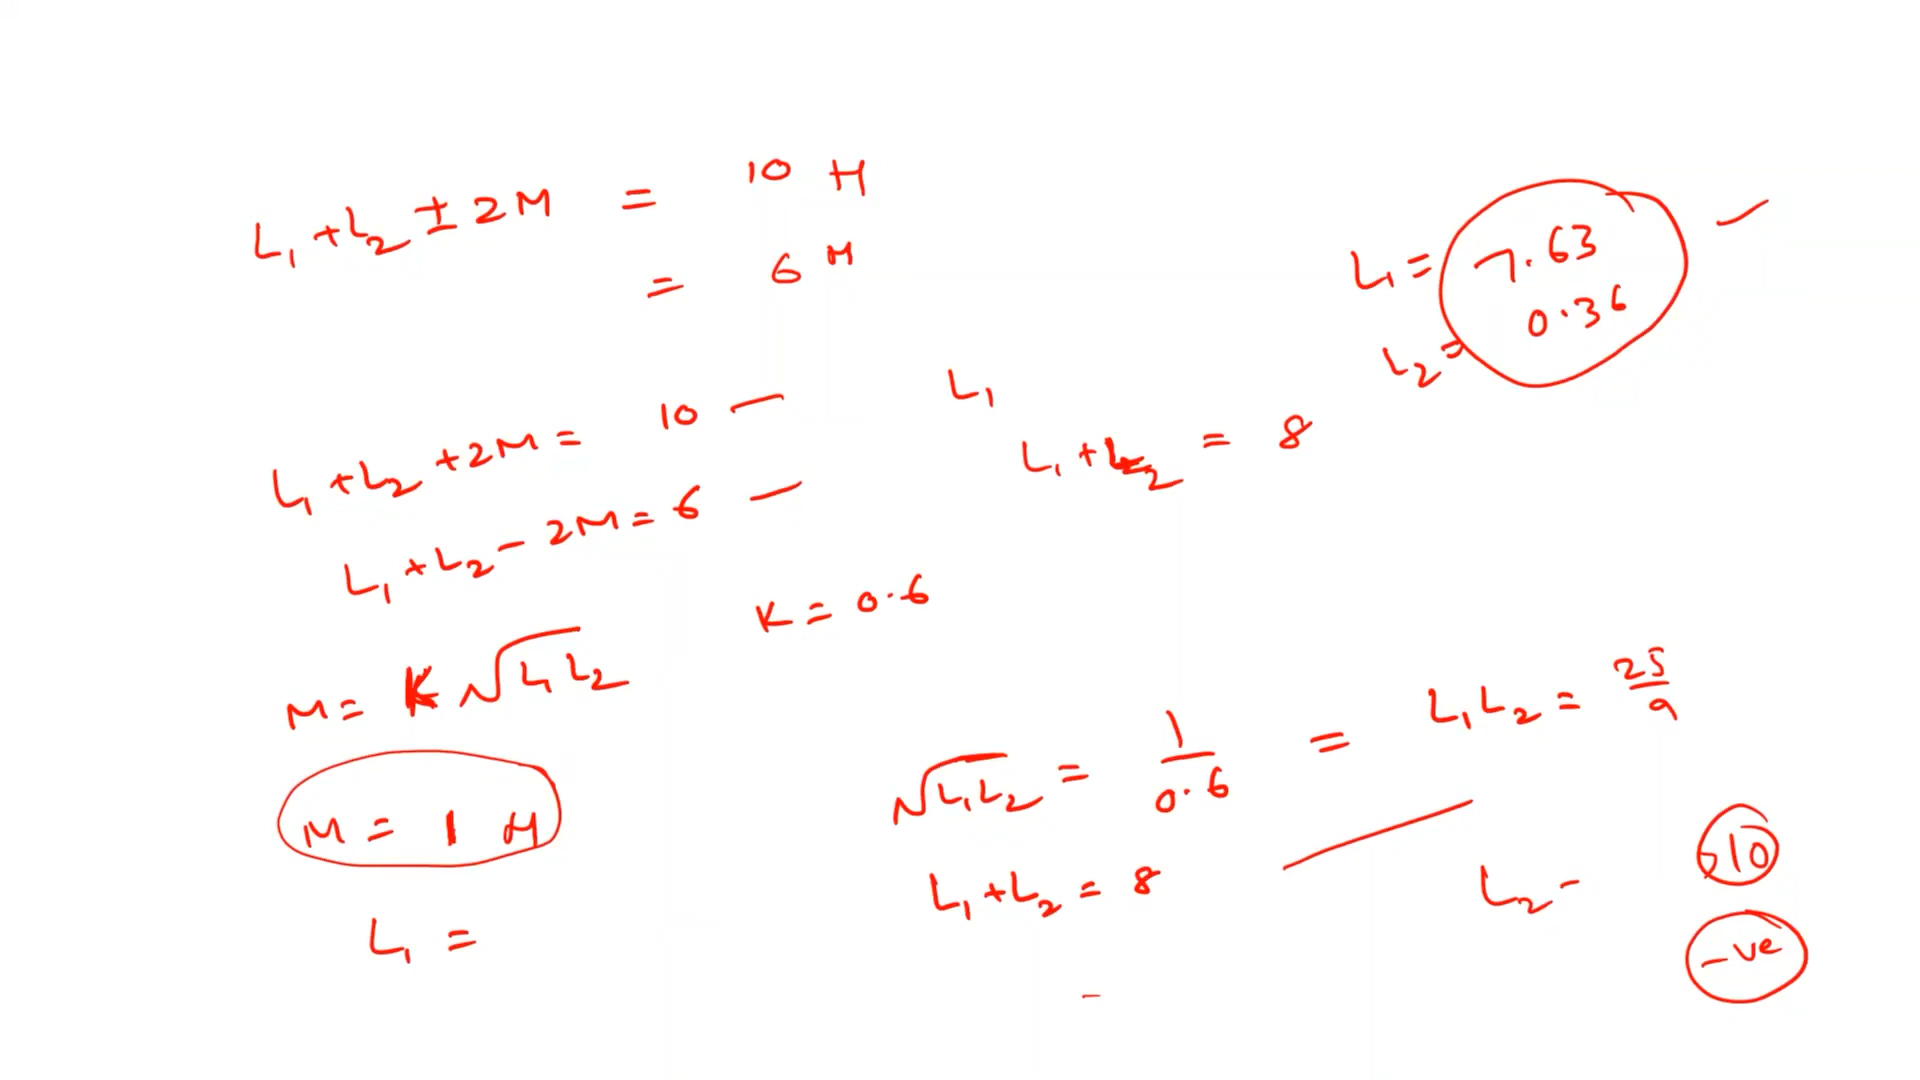 L₁ + L₂ ± 2M = 10 H
= 6 H
L₁ = 7.63
L₂ = 0.36
L₁ + L₂ + 2M = 10 —
L₁
L₁ + L₂ = 8
L₁ + L₂ - 2M = 6 —
K = 0.6
M = K √L₁L₂
√L₁L₂ = 1/0.6 = L₁L₂ = 25/9
M = 1 H
L₁ + L₂ = 8
L₂ -
10
L₁ =
-ve
-